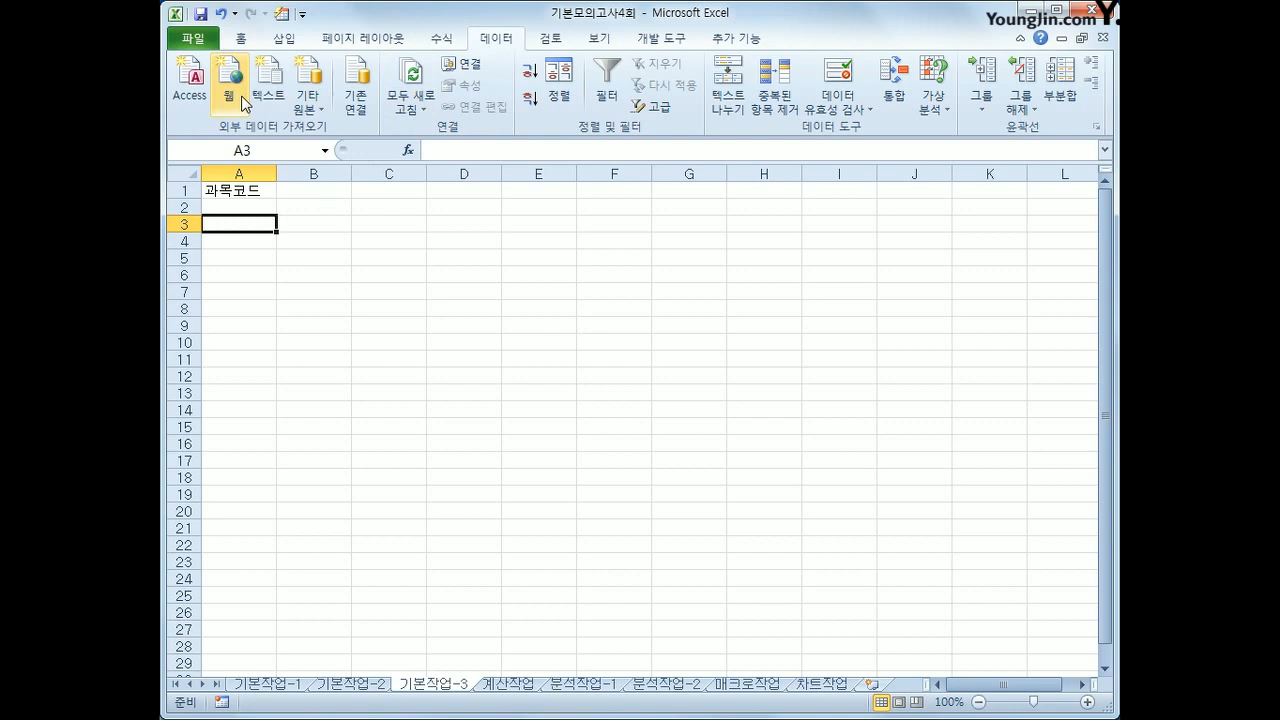 기본모의고사4회 - Microsoft Excel
YoungJin.com Y.
파일 홈 삽입 페이지 레이아웃 수식 데이터 검토 보기 개발 도구 추가 기능
Access 웹 텍스트 기타 원본 기존 연결 모두 새로 고침 연결 속성 연결 편집 정렬 필터 지우기 다시 적용 고급 텍스트 나누기 중복된 항목 제거 데이터 유효성 검사 통합 가상 분석 그룹 그룹 해제 부분합
외부 데이터 가져오기 연결 정렬 및 필터 데이터 도구 윤곽선
A3 fx
A B C D E F G H I J K L
1 과목코드
2
3
4
5
6
7
8
9
10
11
12
13
14
15
16
17
18
19
20
21
22
23
24
25
26
27
28
29
기본작업-1 기본작업-2 기본작업-3 계산작업 분석작업-1 분석작업-2 매크로작업 차트작업
준비 100%